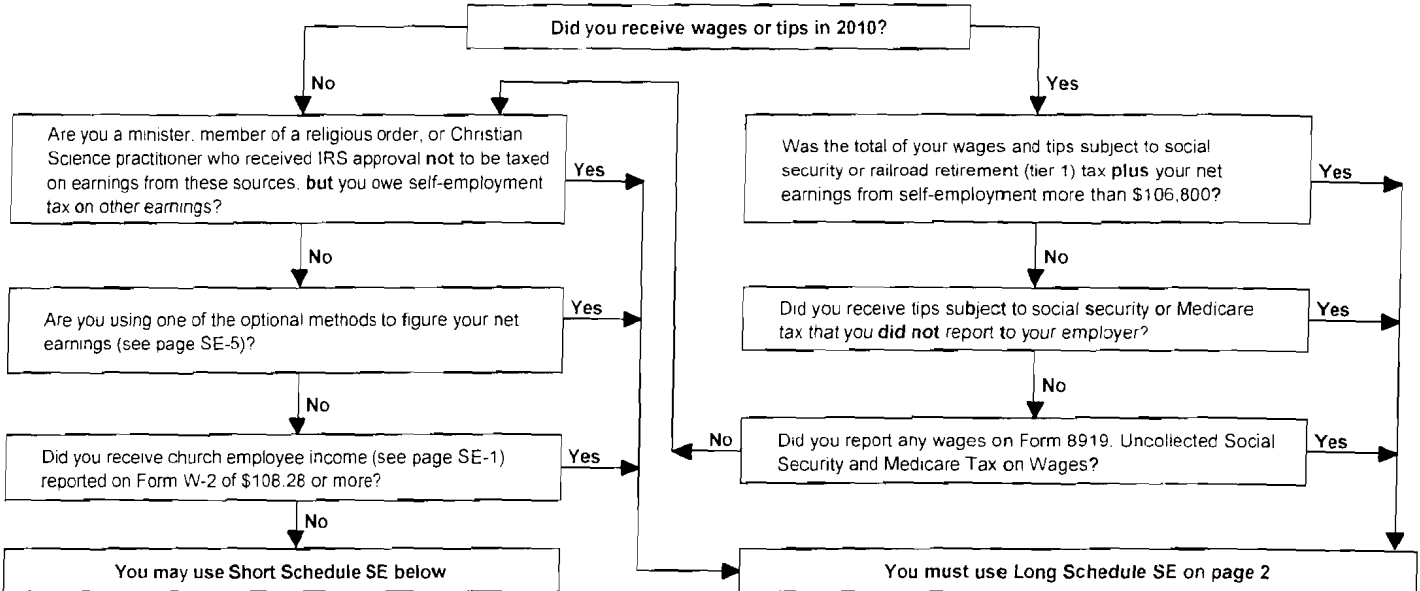 Did you receive wages or tips in 2010?
No
Yes
Are you a minister, member of a religious order, or Christian
Science practitioner who received IRS approval not to be taxed
on earnings from these sources, but you owe self-employment
tax on other earnings?
Yes
Was the total of your wages and tips subject to social
security or railroad retirement (tier 1) tax plus your net
earnings from self-employment more than $106,800?
Yes
No
No
Are you using one of the optional methods to figure your net
earnings (see page SE-5)?
Yes
Did you receive tips subject to social security or Medicare
tax that you did not report to your employer?
Yes
No
No
Did you receive church employee income (see page SE-1)
reported on Form W-2 of $108.28 or more?
Yes
No
Did you report any wages on Form 8919, Uncollected Social
Security and Medicare Tax on Wages?
Yes
No
You may use Short Schedule SE below
You must use Long Schedule SE on page 2